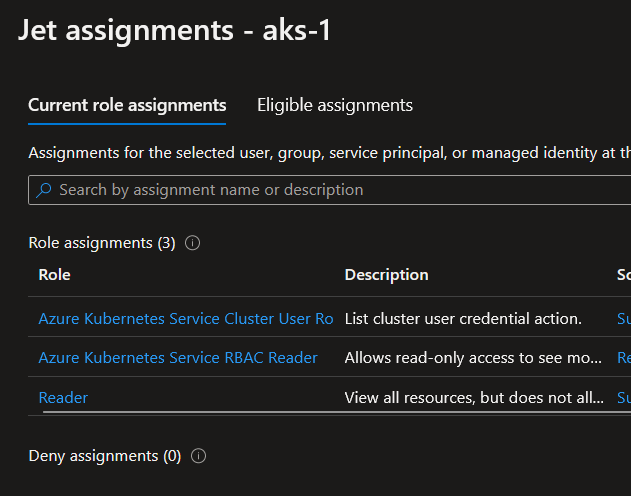 Jet assignments - aks-1
Current role assignments Eligible assignments
Assignments for the selected user, group, service principal, or managed identity at th
Search by assignment name or description
Role assignments (3)
Role Description Sc
Azure Kubernetes Service Cluster User Ro List cluster user credential action. Su
Azure Kubernetes Service RBAC Reader Allows read-only access to see mo... Re
Reader View all resources, but does not all... Su
Deny assignments (0)